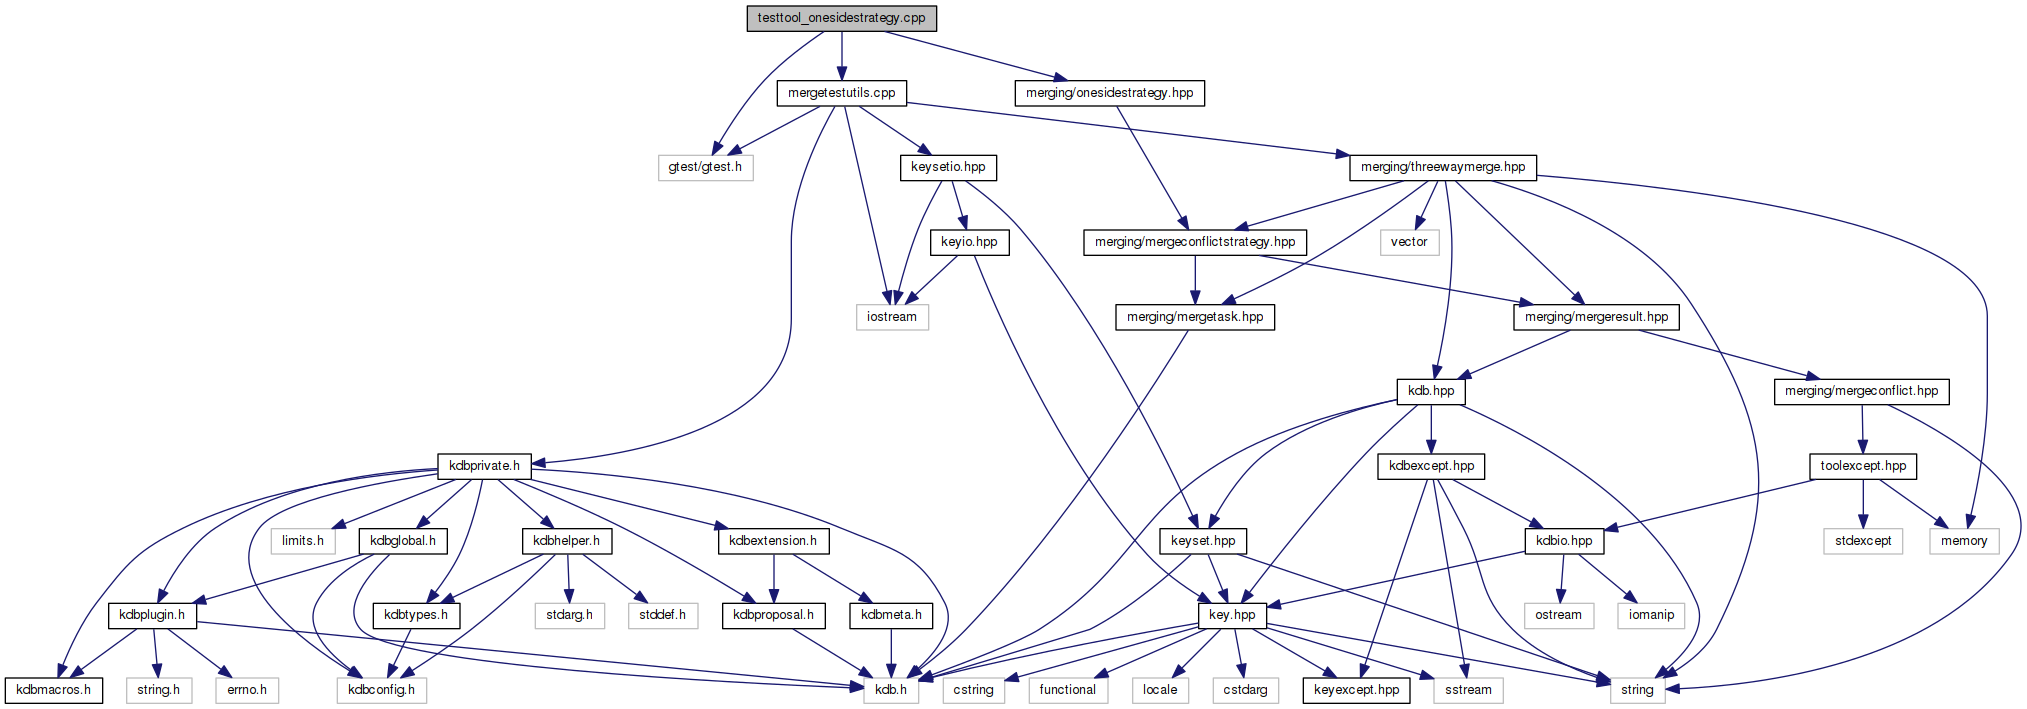 testtool_onesidestrategy.cpp
mergetestutils.cpp
merging/onesidestrategy.hpp
gtest/gtest.h
keysetio.hpp
merging/threewaymerge.hpp
keyio.hpp
merging/mergeconflictstrategy.hpp
vector
iostream
merging/mergetask.hpp
merging/mergeresult.hpp
kdb.hpp
merging/mergeconflict.hpp
kdbprivate.h
kdbexcept.hpp
toolexcept.hpp
limits.h
kdbglobal.h
kdbhelper.h
kdbextension.h
keyset.hpp
kdbio.hpp
stdexcept
memory
kdbplugin.h
kdbtypes.h
stdarg.h
stddef.h
kdbproposal.h
kdbmeta.h
key.hpp
ostream
iomanip
kdbmacros.h
string.h
errno.h
kdbconfig.h
kdb.h
cstring
functional
locale
cstdarg
keyexcept.hpp
sstream
string